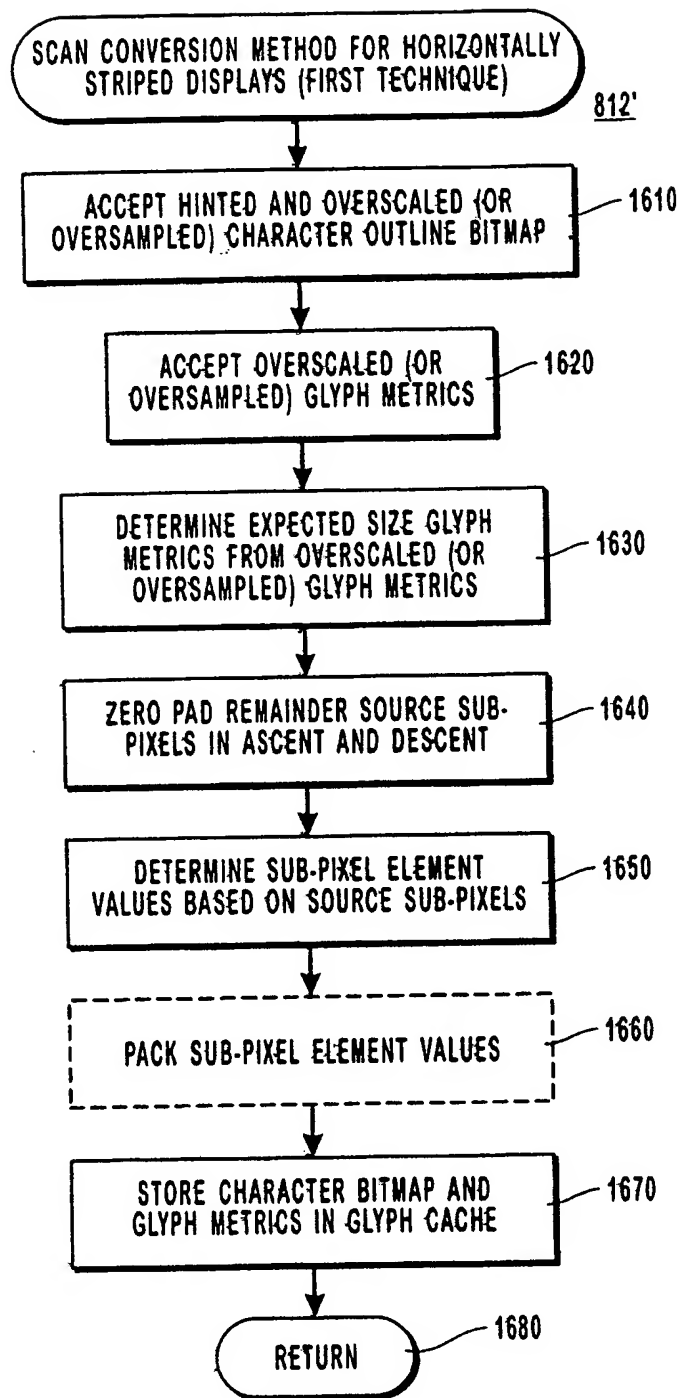 SCAN CONVERSION METHOD FOR HORIZONTALLY
STRIPED DISPLAYS (FIRST TECHNIQUE)
812'
ACCEPT HINTED AND OVERSCALED (OR
OVERSAMPLED) CHARACTER OUTLINE BITMAP
1610
ACCEPT OVERSCALED (OR
OVERSAMPLED) GLYPH METRICS
1620
DETERMINE EXPECTED SIZE GLYPH
METRICS FROM OVERSCALED (OR
OVERSAMPLED) GLYPH METRICS
1630
ZERO PAD REMAINDER SOURCE SUB-
PIXELS IN ASCENT AND DESCENT
1640
DETERMINE SUB-PIXEL ELEMENT
VALUES BASED ON SOURCE SUB-PIXELS
1650
PACK SUB-PIXEL ELEMENT VALUES
1660
STORE CHARACTER BITMAP AND
GLYPH METRICS IN GLYPH CACHE
1670
RETURN
1680